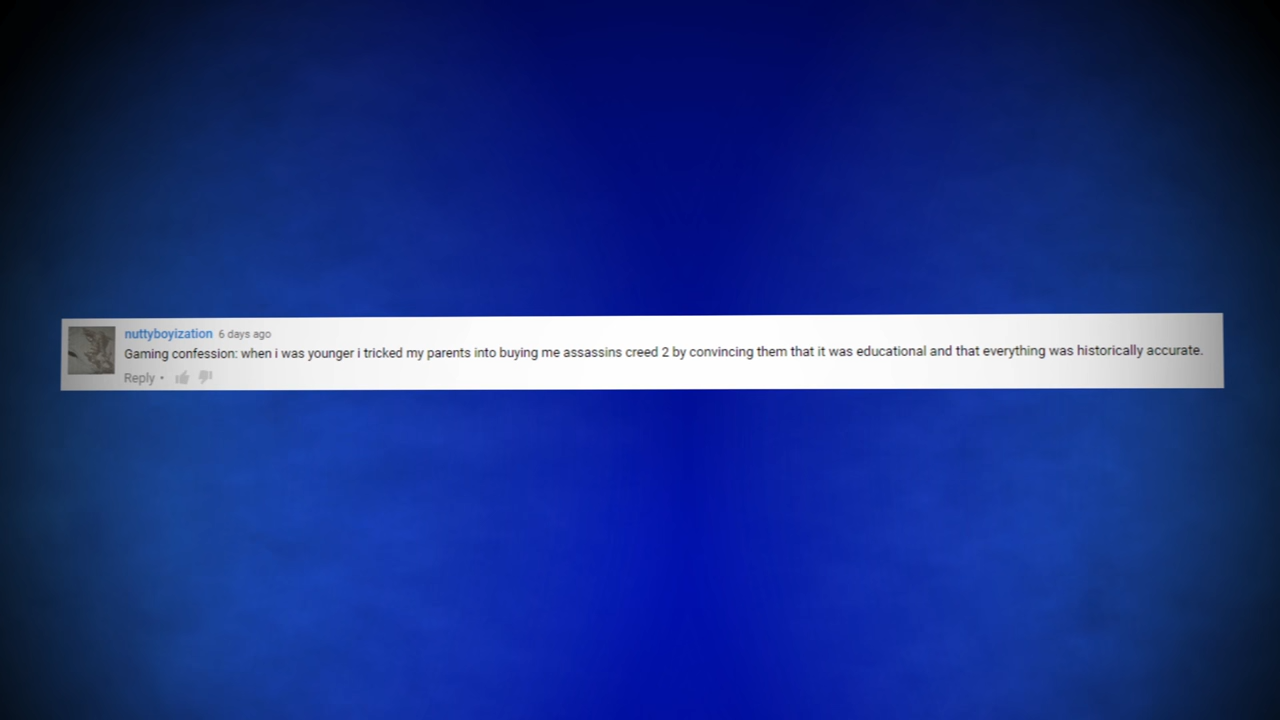 nuttyboyization 6 days ago
Gaming confession: when i was younger i tricked my parents into buying me assassins creed 2 by convincing them that it was educational and that everything was historically accurate.
Reply •